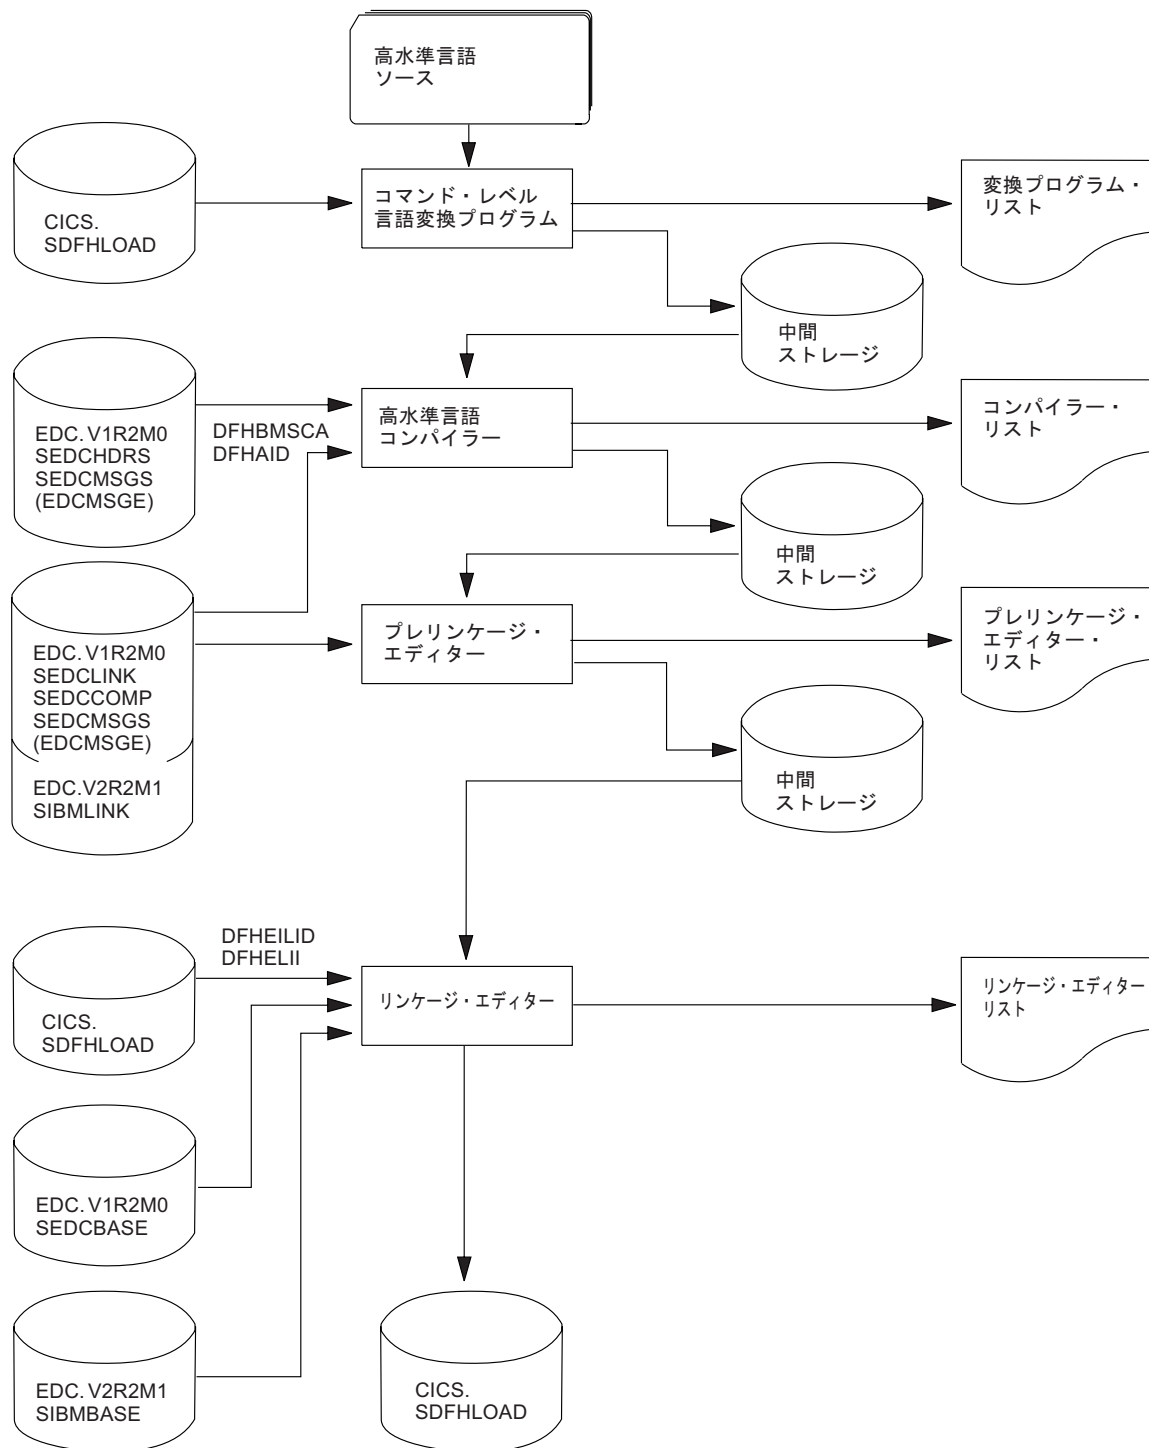 高水準言語
ソース
CICS.
SDFHLOAD
コマンド・レベル
言語変換プログラム
変換プログラム・
リスト
中間
ストレージ
EDC.V1R2M0
SEDCHDRS
SEDCMSGS
(EDCMSGE)
DFHBMSCA
DFHAID
高水準言語
コンパイラー
コンパイラー・
リスト
中間
ストレージ
EDC.V1R2M0
SEDCLINK
SEDCCOMP
SEDCMSGS
(EDCMSGE)
EDC.V2R2M1
SIBMLINK
プレリンケージ・
エディター
プレリンケージ・
エディター・
リスト
中間
ストレージ
CICS.
SDFHLOAD
DFHEILID
DFHELII
リンケージ・エディター
リンケージ・エディター
リスト
EDC.V1R2M0
SEDCBASE
EDC.V2R2M1
SIBMBASE
CICS.
SDFHLOAD